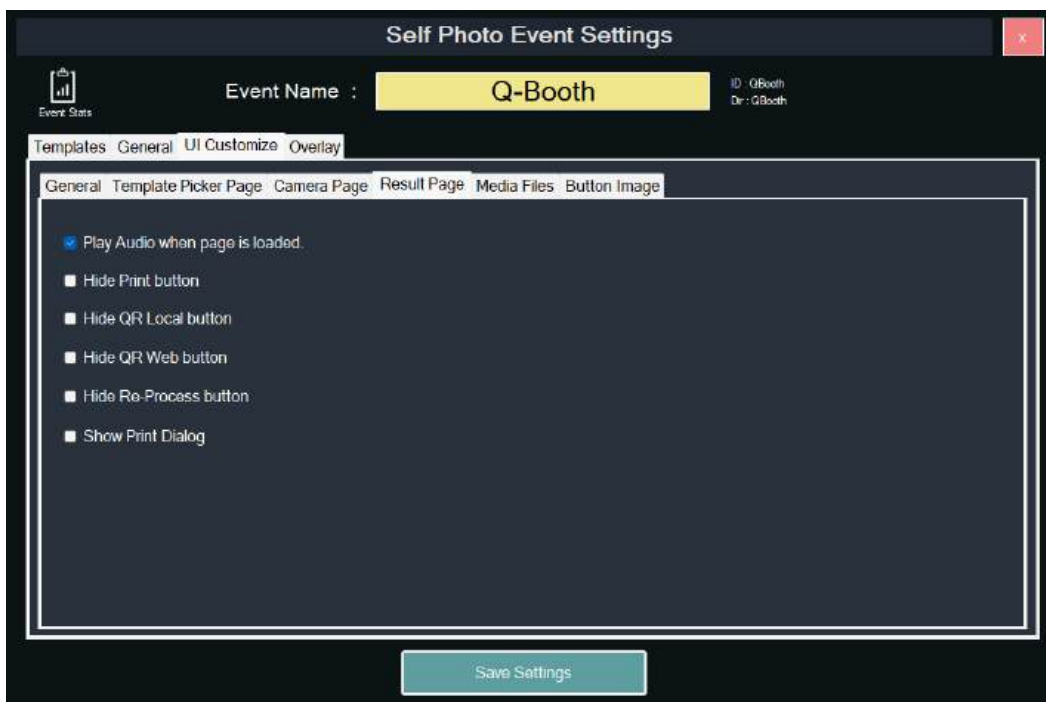 Self Photo Event Settings
x
Event Stats
Event Name :
Q-Booth
ID : QBooth
Dir : QBooth
Templates General UI Customize Overlay
General Template Picker Page Camera Page Result Page Media Files Button Image
Play Audio when page is loaded.
Hide Print button
Hide QR Local button
Hide QR Web button
Hide Re-Process button
Show Print Dialog
Save Settings